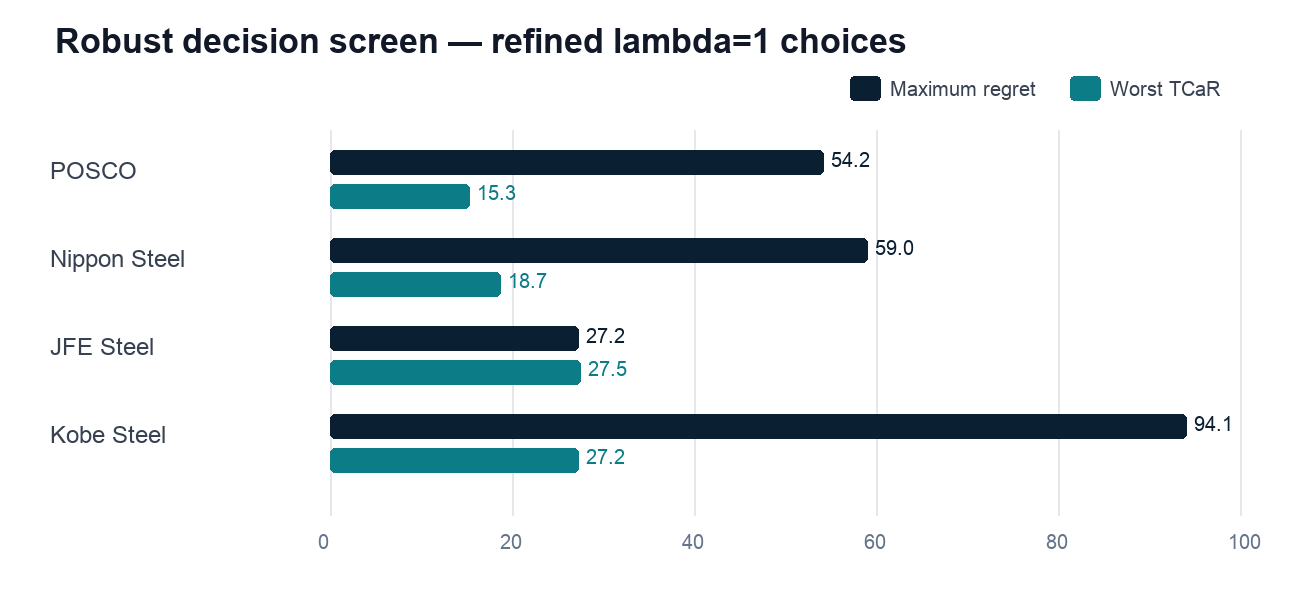 Robust decision screen — refined lambda=1 choices
Maximum regret
Worst TCaR
POSCO
54.2
15.3
Nippon Steel
59.0
18.7
JFE Steel
27.2
27.5
Kobe Steel
94.1
27.2
0 20 40 60 80 100